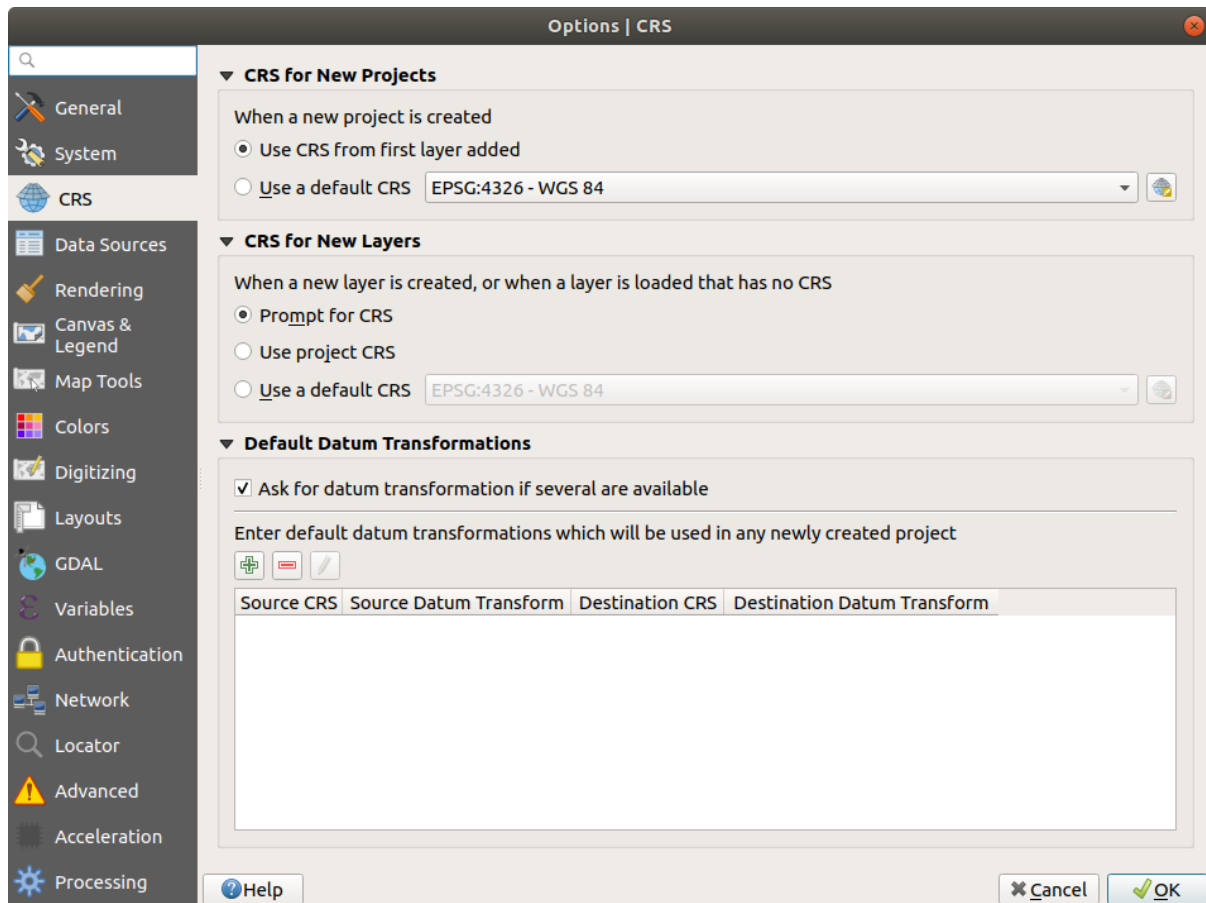 Options | CRS
General
System
CRS
Data Sources
Rendering
Canvas &
Legend
Map Tools
Colors
Digitizing
Layouts
GDAL
Variables
Authentication
Network
Locator
Advanced
Acceleration
Processing
CRS for New Projects
When a new project is created
Use CRS from first layer added
Use a default CRS EPSG:4326 - WGS 84
CRS for New Layers
When a new layer is created, or when a layer is loaded that has no CRS
Prompt for CRS
Use project CRS
Use a default CRS EPSG:4326 - WGS 84
Default Datum Transformations
Ask for datum transformation if several are available
Enter default datum transformations which will be used in any newly created project
Source CRS Source Datum Transform Destination CRS Destination Datum Transform
Help Cancel OK